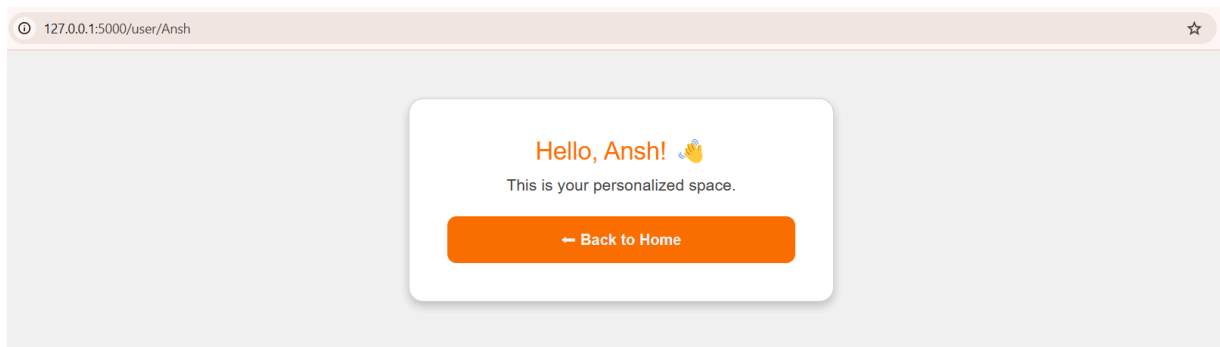 127.0.0.1:5000/user/Ansh
Hello, Ansh! 👋
This is your personalized space.
⬅ Back to Home